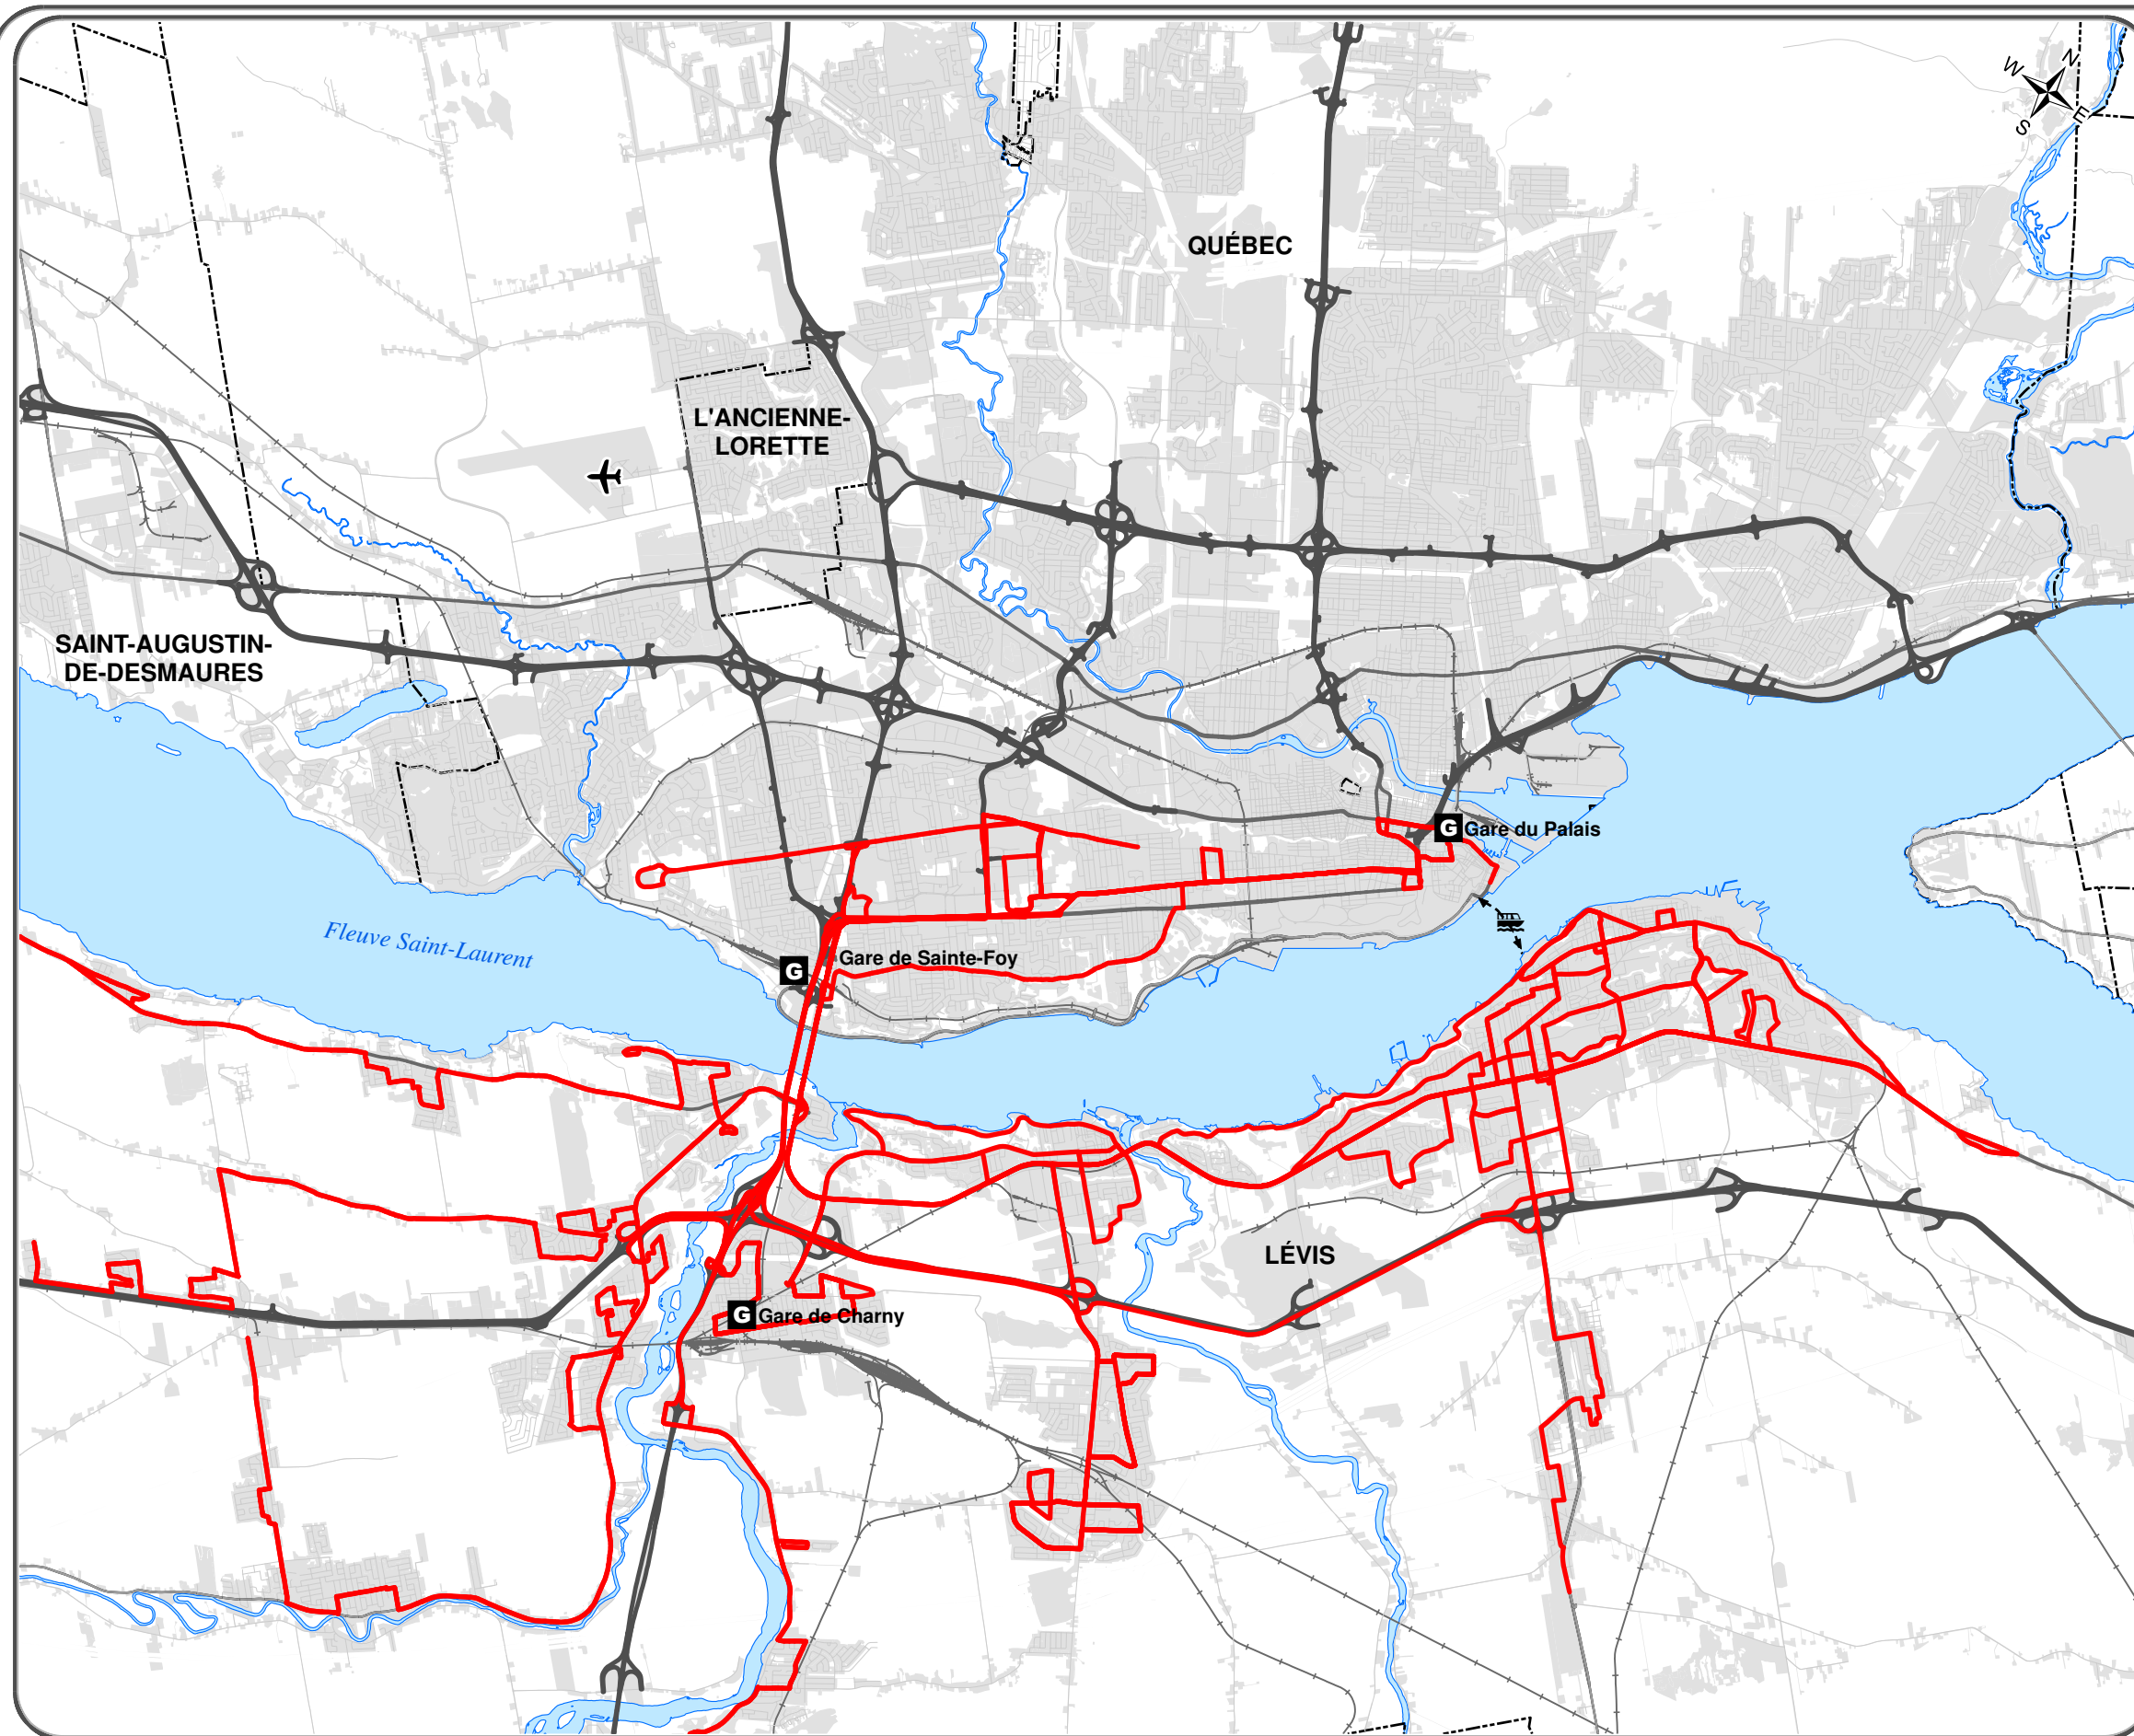 N
W
E
S
QUÉBEC
L'ANCIENNE-
LORETTE
SAINT-AUGUSTIN-
DE-DESMAURES
G Gare du Palais
Fleuve Saint-Laurent
Gare de Sainte-Foy
G
LÉVIS
G Gare de Charny